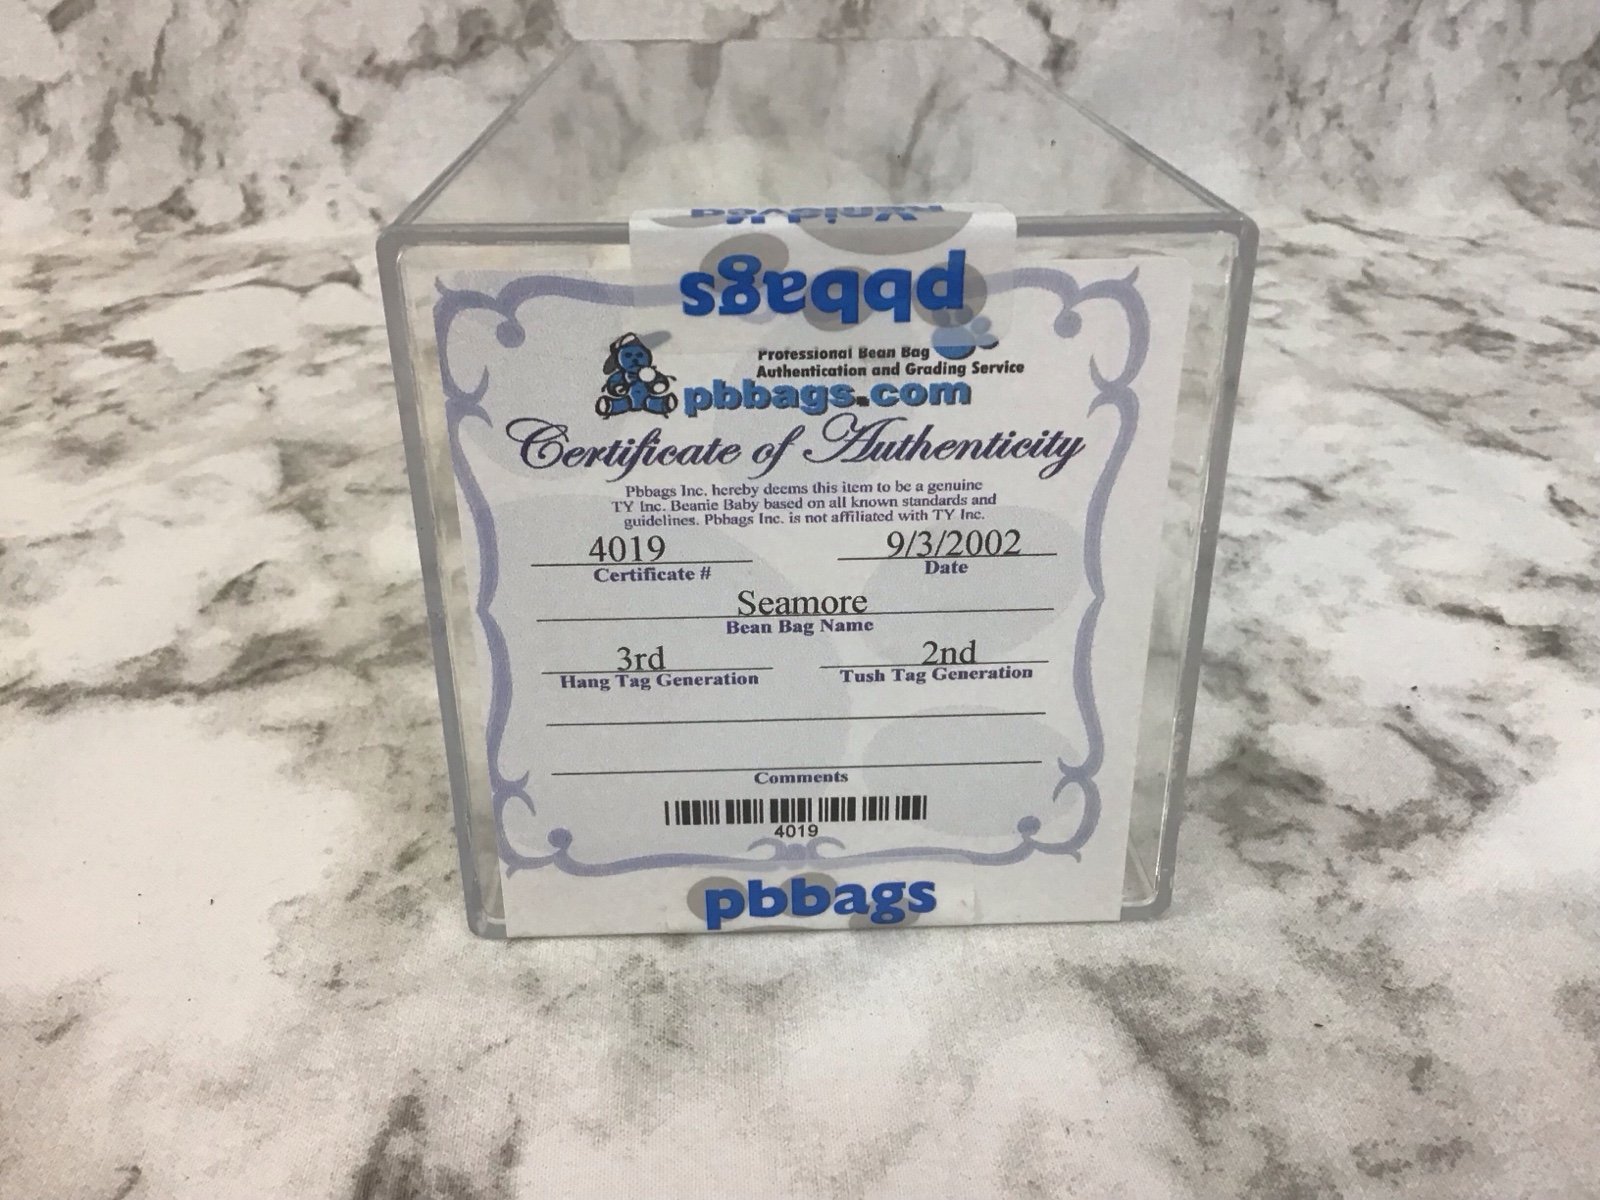 pbbags
Professional Bean Bag
Authentication and Grading Service
pbbags.com
Certificate of Authenticity
Pbbags Inc. hereby deems this item to be a genuine
TY Inc. Beanie Baby based on all known standards and
guidelines. Pbbags Inc. is not affiliated with TY Inc.
4019 9/3/2002
Certificate # Date
Seamore
Bean Bag Name
3rd 2nd
Hang Tag Generation Tush Tag Generation
Comments
4019
pbbags